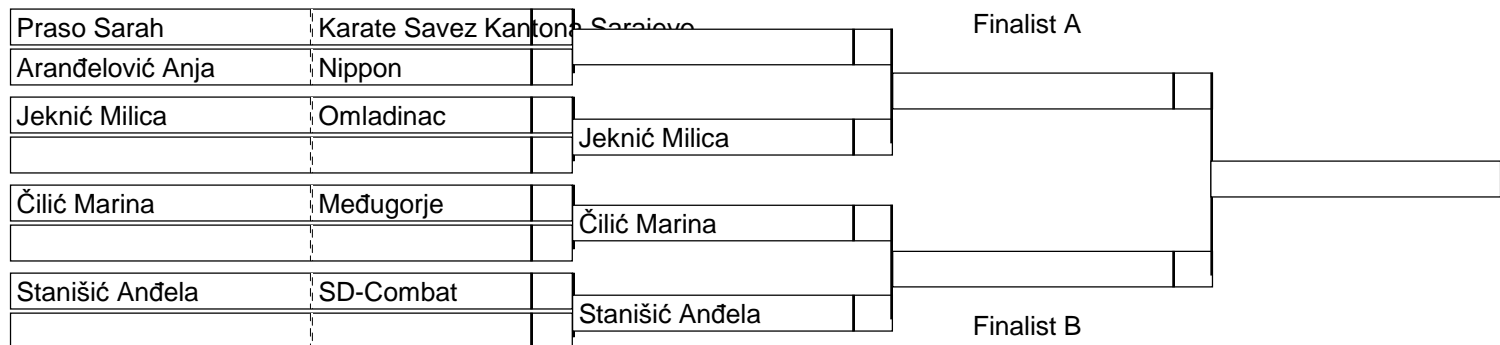 Praso Sarah Karate Savez Kantona Sarajevo
Finalist A
Aranđelović Anja Nippon
Jeknić Milica Omladinac
Jeknić Milica
Čilić Marina Međugorje
Čilić Marina
Stanišić Anđela SD-Combat
Stanišić Anđela
Finalist B